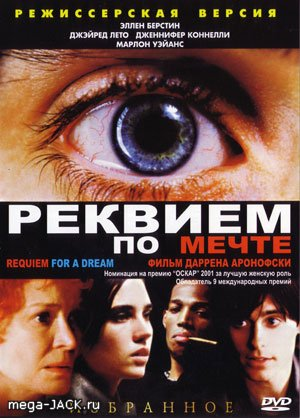 РЕЖИССЕРСКАЯ ВЕРСИЯ
ЭЛЛЕН БЕРСТИН
ДЖЭЙРЕД ЛЕТО ДЖЕННИФЕР КОННЕЛЛИ
МАРЛОН УЭЙАНС
РЕКВИЕМ
ПО МЕЧТЕ
REQUIEM FOR A DREAM
ФИЛЬМ ДАРРЕНА АРОНОФСКИ
Номинация на премию "ОСКАР" 2001 за лучшую женскую роль
Обладатель 9 международных премий
ИЗБРАННОЕ
DVD
mega-JACK.ru